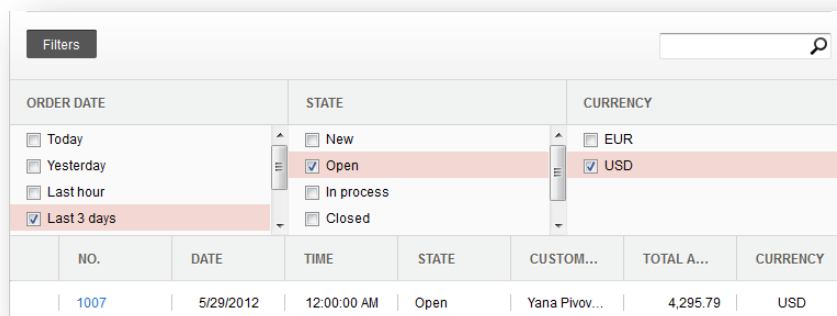 Filters
ORDER DATE STATE CURRENCY
Today New EUR
Yesterday Open USD
Last hour In process
Last 3 days Closed
NO. DATE TIME STATE CUSTOM... TOTAL A... CURRENCY
1007 5/29/2012 12:00:00 AM Open Yana Pivov... 4,295.79 USD